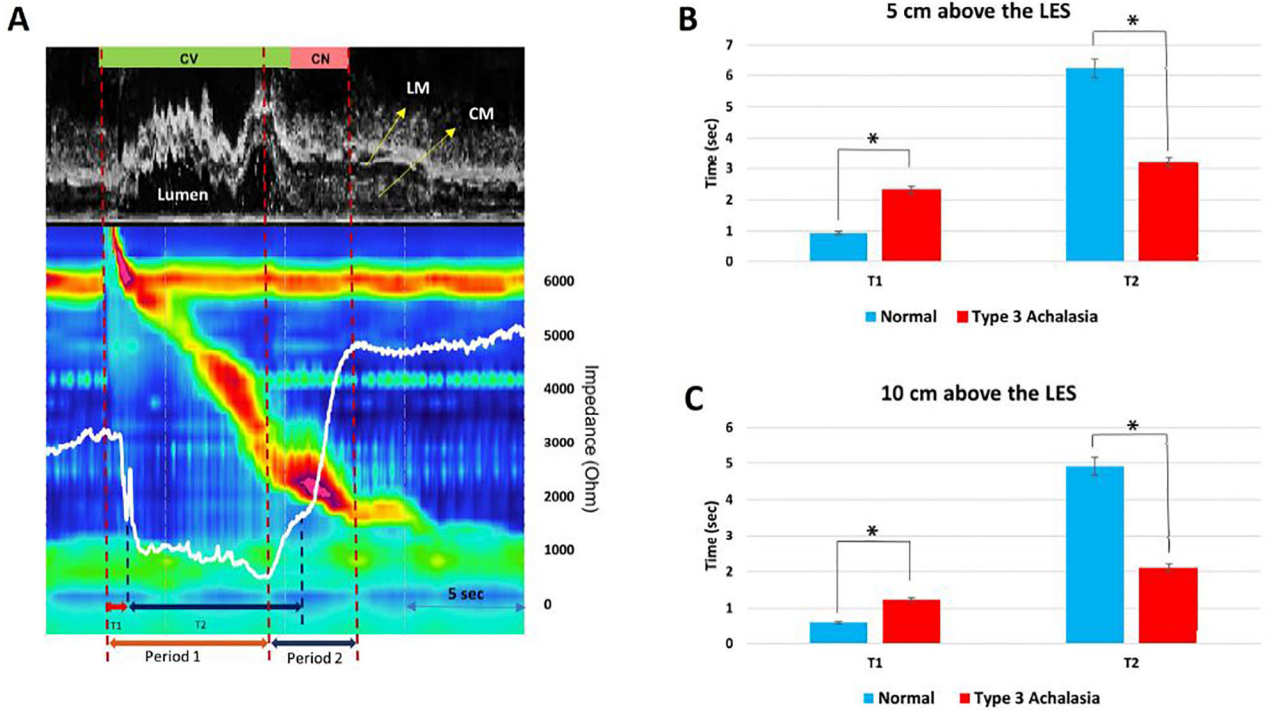 A
CV
CN
LM
CM
Lumen
6000
5000
4000
3000
2000
1000
0
Impedance (Ohm)
5 sec
T1
T2
Period 1
Period 2
B
5 cm above the LES
7
6
5
4
3
2
1
0
Time (sec)
*
*
T1
T2
Normal
Type 3 Achalasia
C
10 cm above the LES
6
5
4
3
2
1
0
Time (sec)
*
*
T1
T2
Normal
Type 3 Achalasia